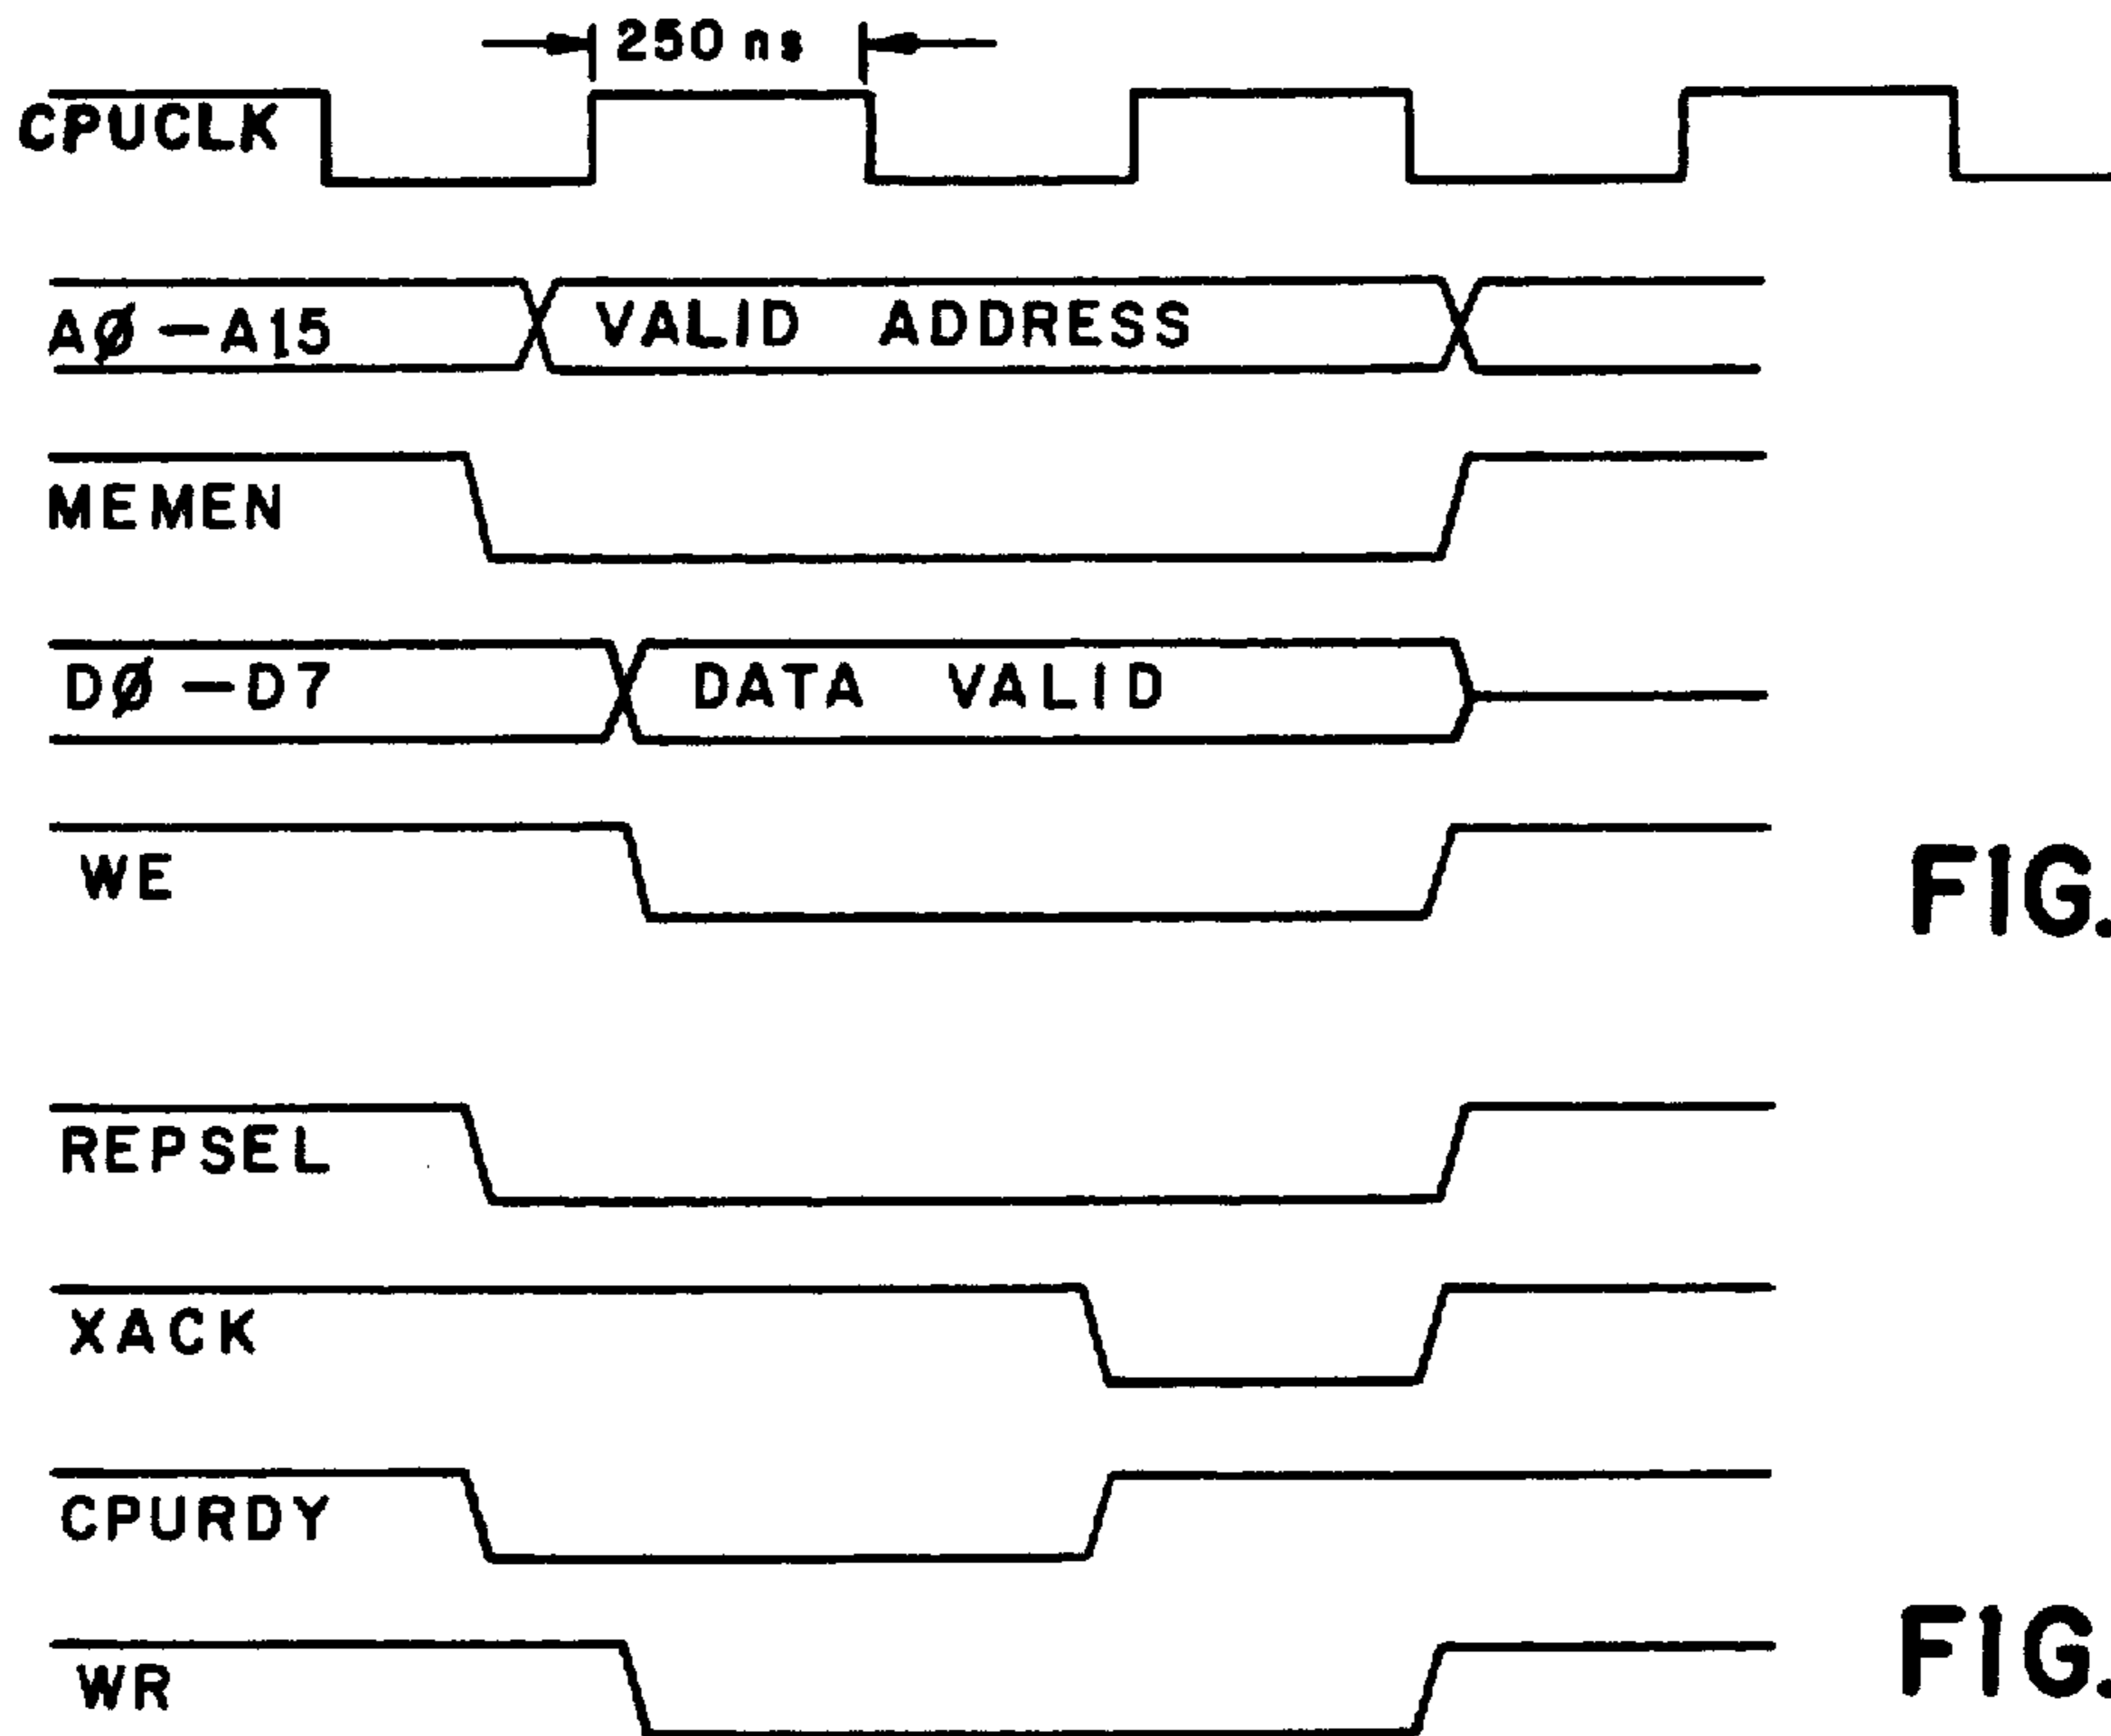 250 ns
CPUCLK
AØ-A15 VALID ADDRESS
MEMEN
DØ-D7 DATA VALID
WE
FIG.
REPSEL
XACK
CPURDY
WR
FIG.